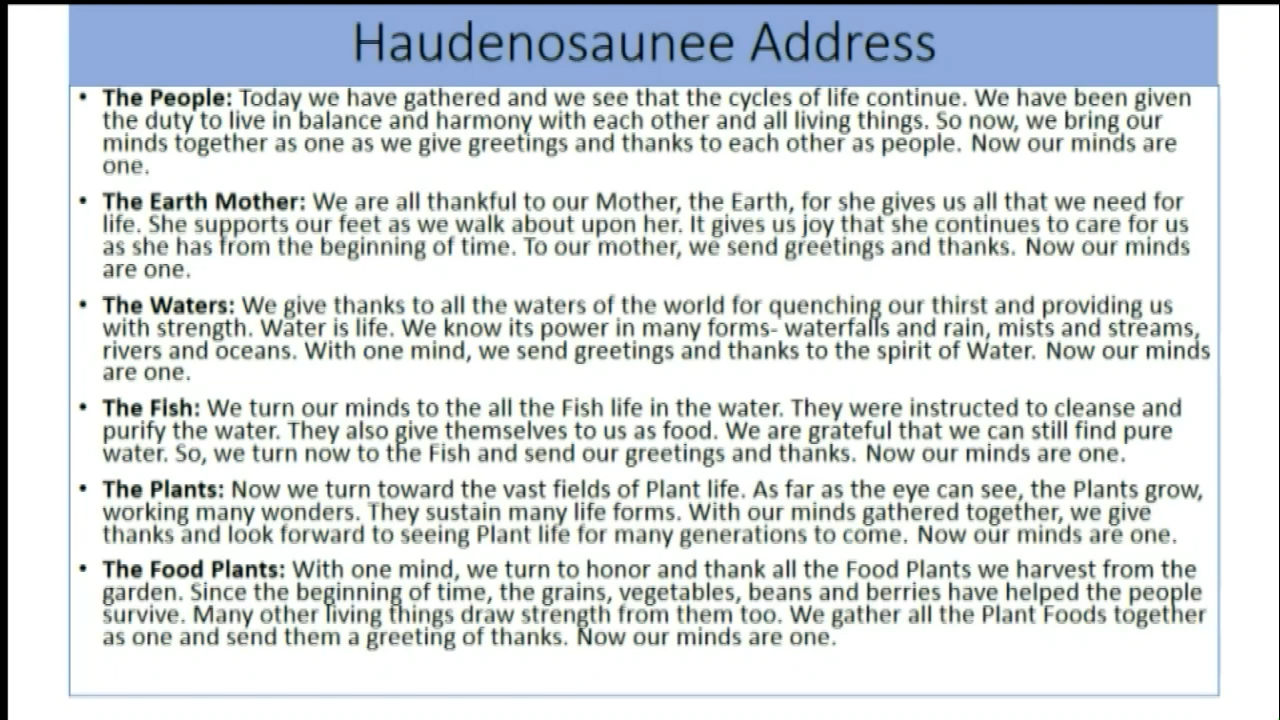 Haudenosaunee Address
• The People: Today we have gathered and we see that the cycles of life continue. We have been given
the duty to live in balance and harmony with each other and all living things. So now, we bring our
minds together as one as we give greetings and thanks to each other as people. Now our minds are
one.
• The Earth Mother: We are all thankful to our Mother, the Earth, for she gives us all that we need for
life. She supports our feet as we walk about upon her. It gives us joy that she continues to care for us
as she has from the beginning of time. To our mother, we send greetings and thanks. Now our minds
are one.
• The Waters: We give thanks to all the waters of the world for quenching our thirst and providing us
with strength. Water is life. We know its power in many forms- waterfalls and rain, mists and streams,
rivers and oceans. With one mind, we send greetings and thanks to the spirit of Water. Now our minds
are one.
• The Fish: We turn our minds to the all the Fish life in the water. They were instructed to cleanse and
purify the water. They also give themselves to us as food. We are grateful that we can still find pure
water. So, we turn now to the Fish and send our greetings and thanks. Now our minds are one.
• The Plants: Now we turn toward the vast fields of Plant life. As far as the eye can see, the Plants grow,
working many wonders. They sustain many life forms. With our minds gathered together, we give
thanks and look forward to seeing Plant life for many generations to come. Now our minds are one.
• The Food Plants: With one mind, we turn to honor and thank all the Food Plants we harvest from the
garden. Since the beginning of time, the grains, vegetables, beans and berries have helped the people
survive. Many other living things draw strength from them too. We gather all the Plant Foods together
as one and send them a greeting of thanks. Now our minds are one.